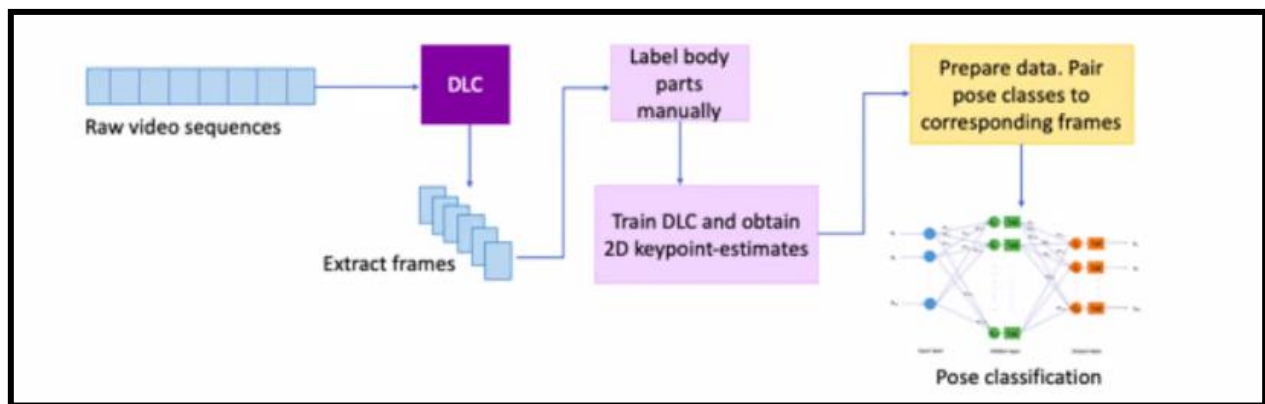 Raw video sequences
DLC
Extract frames
Label body
parts
manually
Train DLC and obtain
2D keypoint-estimates
Prepare data. Pair
pose classes to
corresponding frames
Pose classification